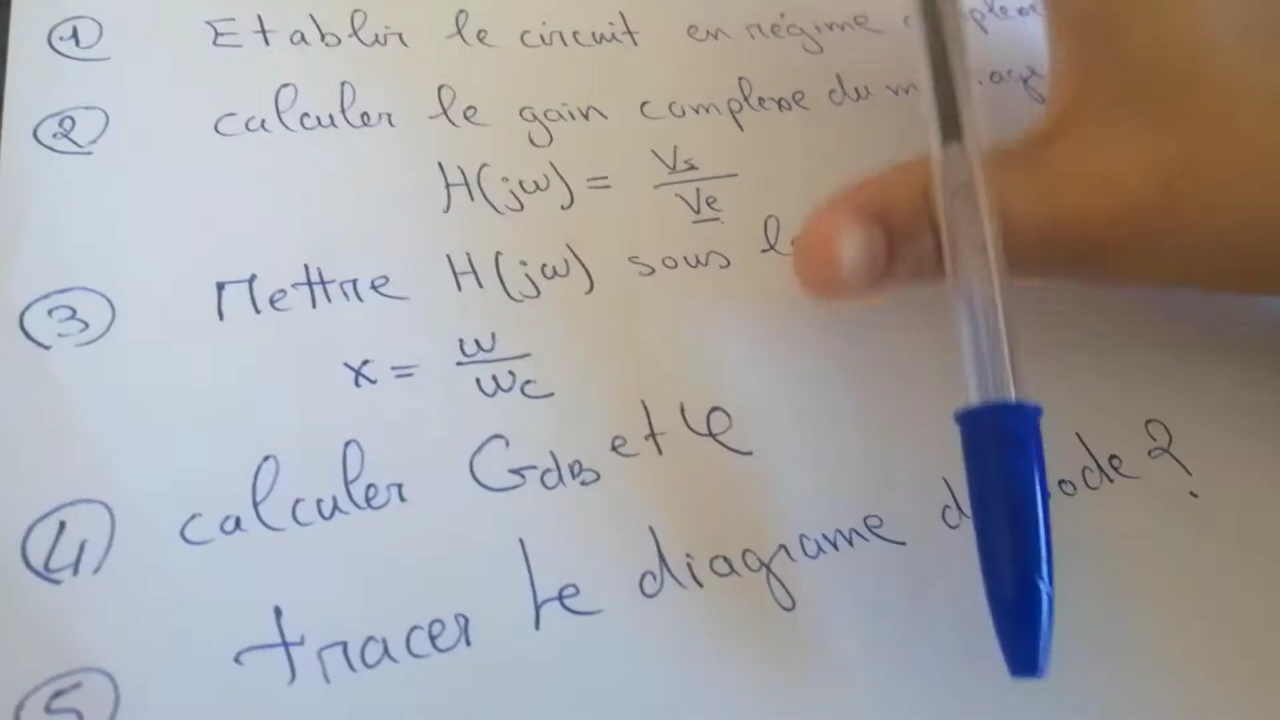 ① Etablir le circuit en régime
② calculer le gain complexe du
H(jω) = Vs / Ve
③ Mettre H(jω) sous
x = ω / ωc
④ calculer GdB et φ
⑤ tracer le diagrame ?